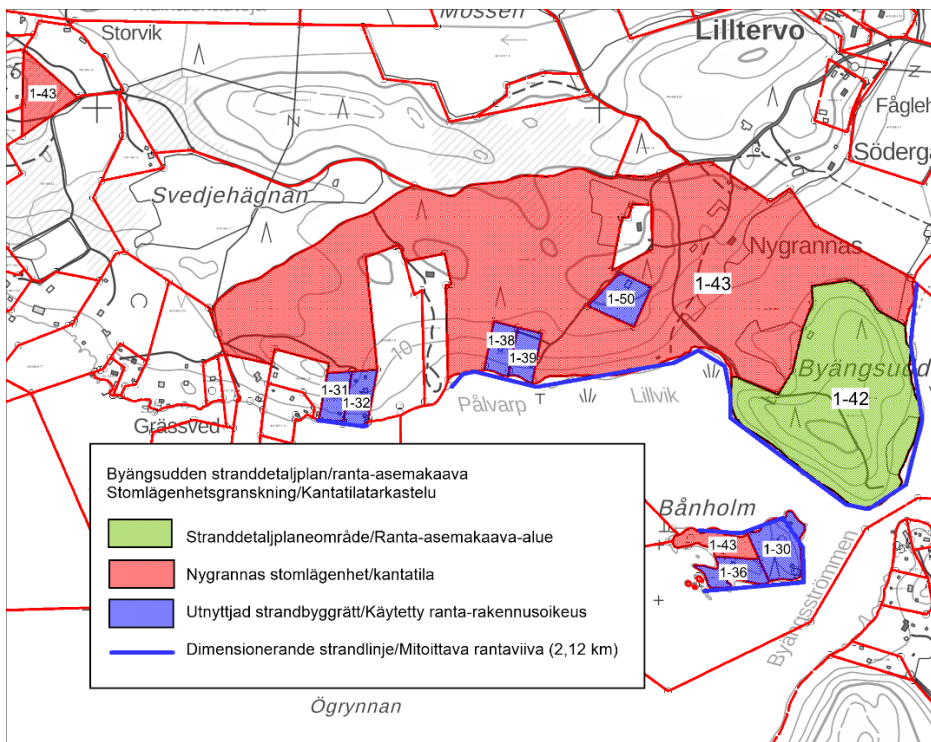 Mossen
Storvik
Lilltervo
5
1-43
Z
Fågleh
Söderga
N
Svedjehägnan
Nygrannas
1-43
1-50
1-38
1-39
10
Byängsudd
1-42
1-31
1-32
Pålvarp
Lillvik
Grässved
Byängsudden stranddetaljplan/ranta-asemakaava
Stomlägenhetsgranskning/Kantatilatarkastelu
Stranddetaljplaneområde/Ranta-asemakaava-alue
Nygrannas stomlägenhet/kantatila
Utnyttjad strandbyggrätt/Käytetty ranta-rakennusoikeus
Dimensionerande strandlinje/Mitoittava rantaviiva (2,12 km)
Bånholm
1-43
1-30
1-36
Byängsströmmen
Ögrynnan